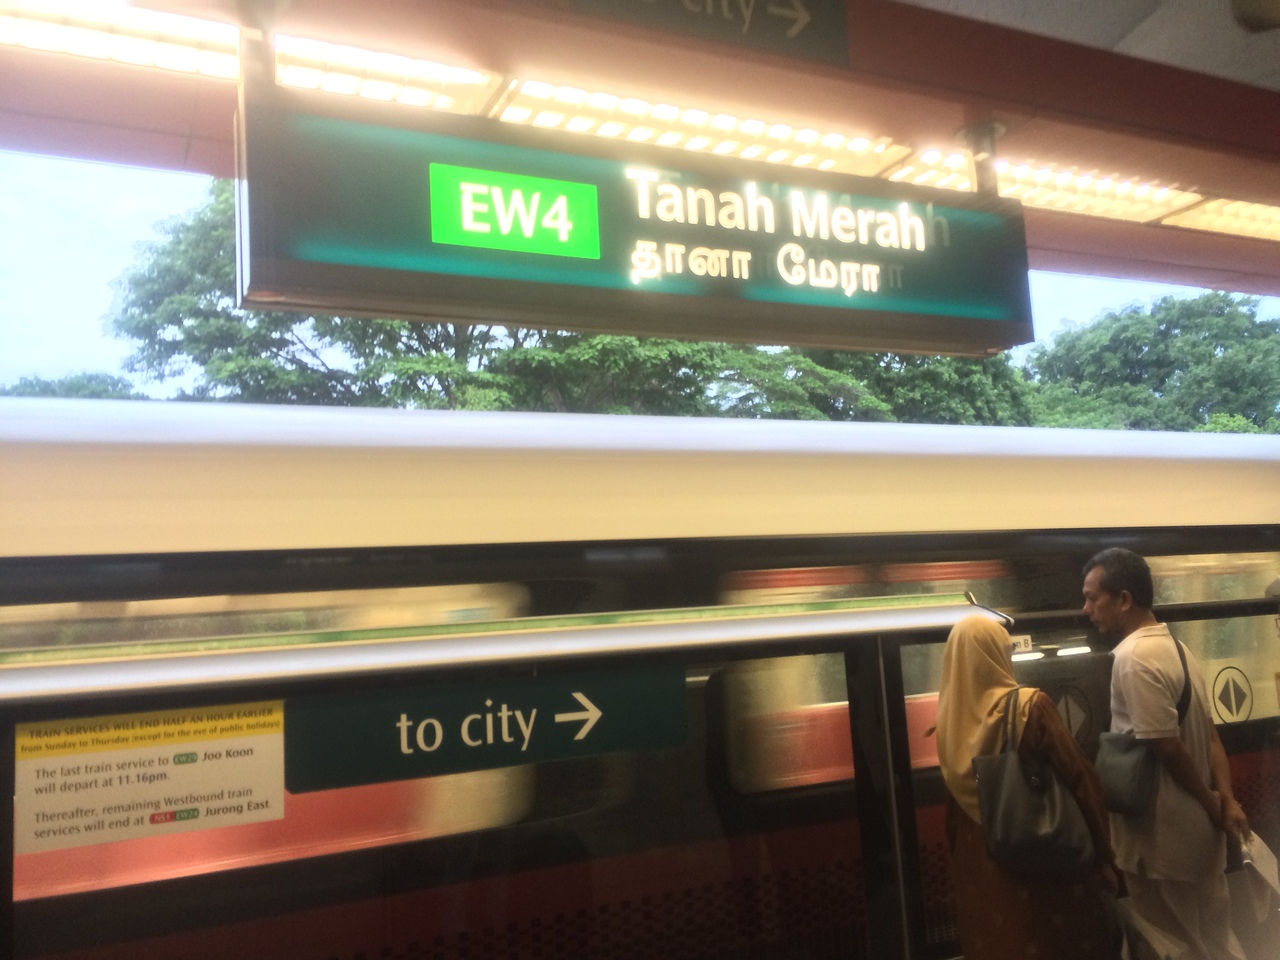 city →
EW4
Tanah Merah
தானா மேரா
TRAIN SERVICES WILL END HALF AN HOUR EARLIER
from Sunday to Thursday (except for the eve of public holidays)
The last train service to EW29 Joo Koon
will depart at 11.16pm.
Thereafter, remaining Westbound train
services will end at NS1 EW24 Jurong East.
to city →
B